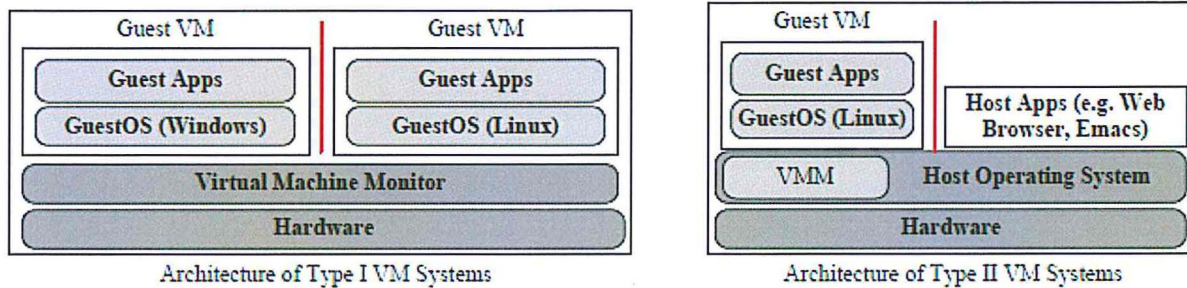 Guest VM
Guest VM
Guest Apps
Guest Apps
GuestOS (Windows)
GuestOS (Linux)
Virtual Machine Monitor
Hardware
Architecture of Type I VM Systems
Guest VM
Guest Apps
GuestOS (Linux)
Host Apps (e.g. Web
Browser, Emacs)
VMM
Host Operating System
Hardware
Architecture of Type II VM Systems